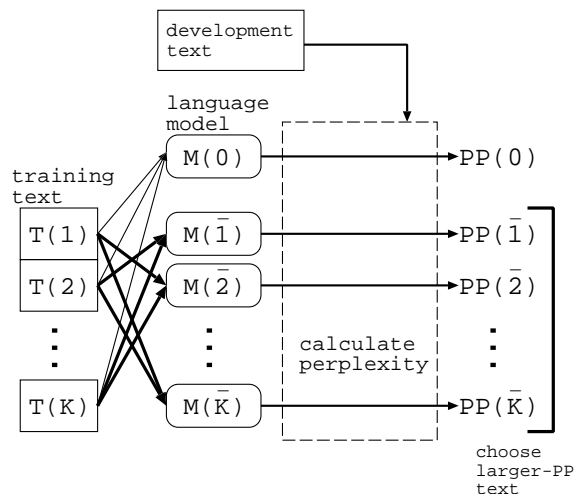 development
text
language
model
M(0)
PP(0)
training
text
T(1)
M(1̄)
PP(1̄)
T(2)
M(2̄)
PP(2̄)
calculate
perplexity
T(K)
M(K̄)
PP(K̄)
choose
larger-PP
text